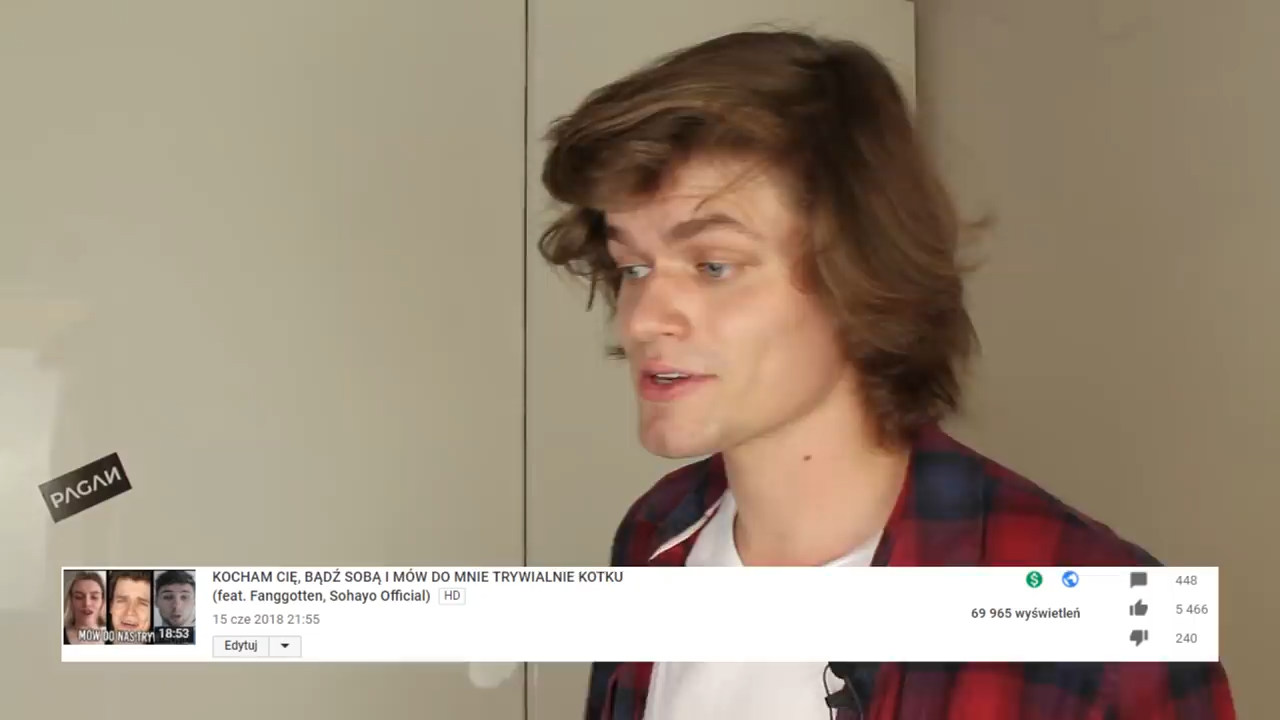 PAGAN
KOCHAM CIĘ, BĄDŹ SOBĄ I MÓW DO MNIE TRYWIALNIE KOTKU
(feat. Fanggotten, Sohayo Official) HD
15 cze 2018 21:55
Edytuj
MÓW DO NAS TRY
18:53
69 965 wyświetleń
448
5 466
240